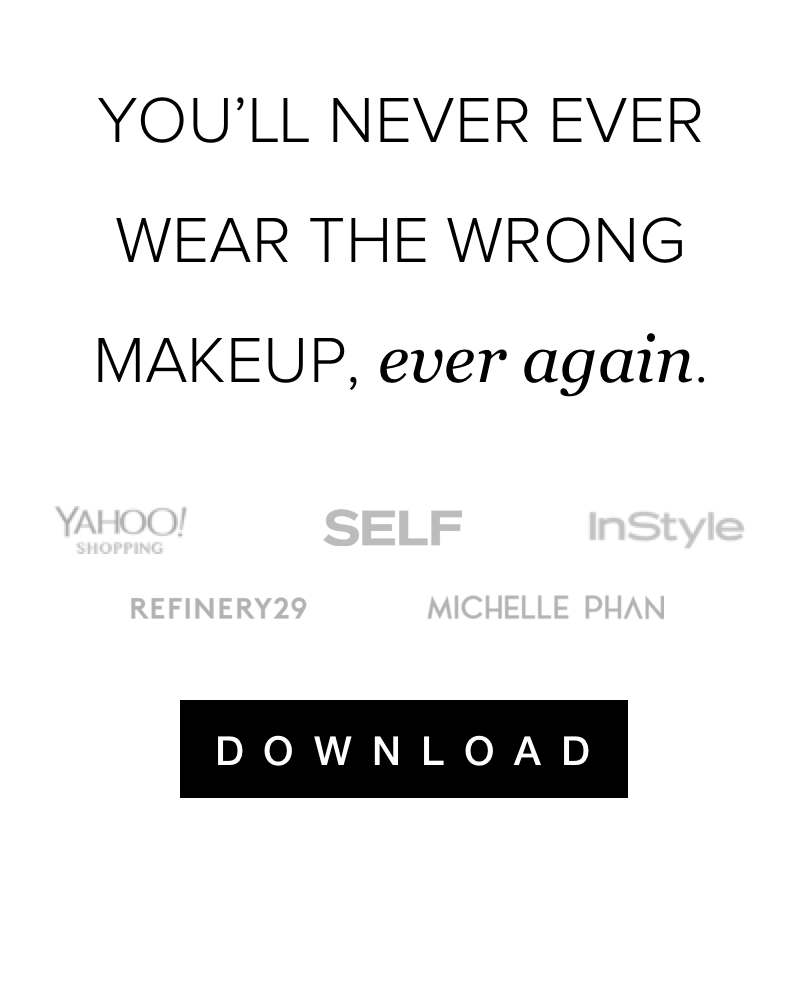 YOU’LL NEVER EVER
WEAR THE WRONG
MAKEUP, ever again.
YAHOO! SELF InStyle
SHOPPING
REFINERY29 MICHELLE PHAN
DOWNLOAD